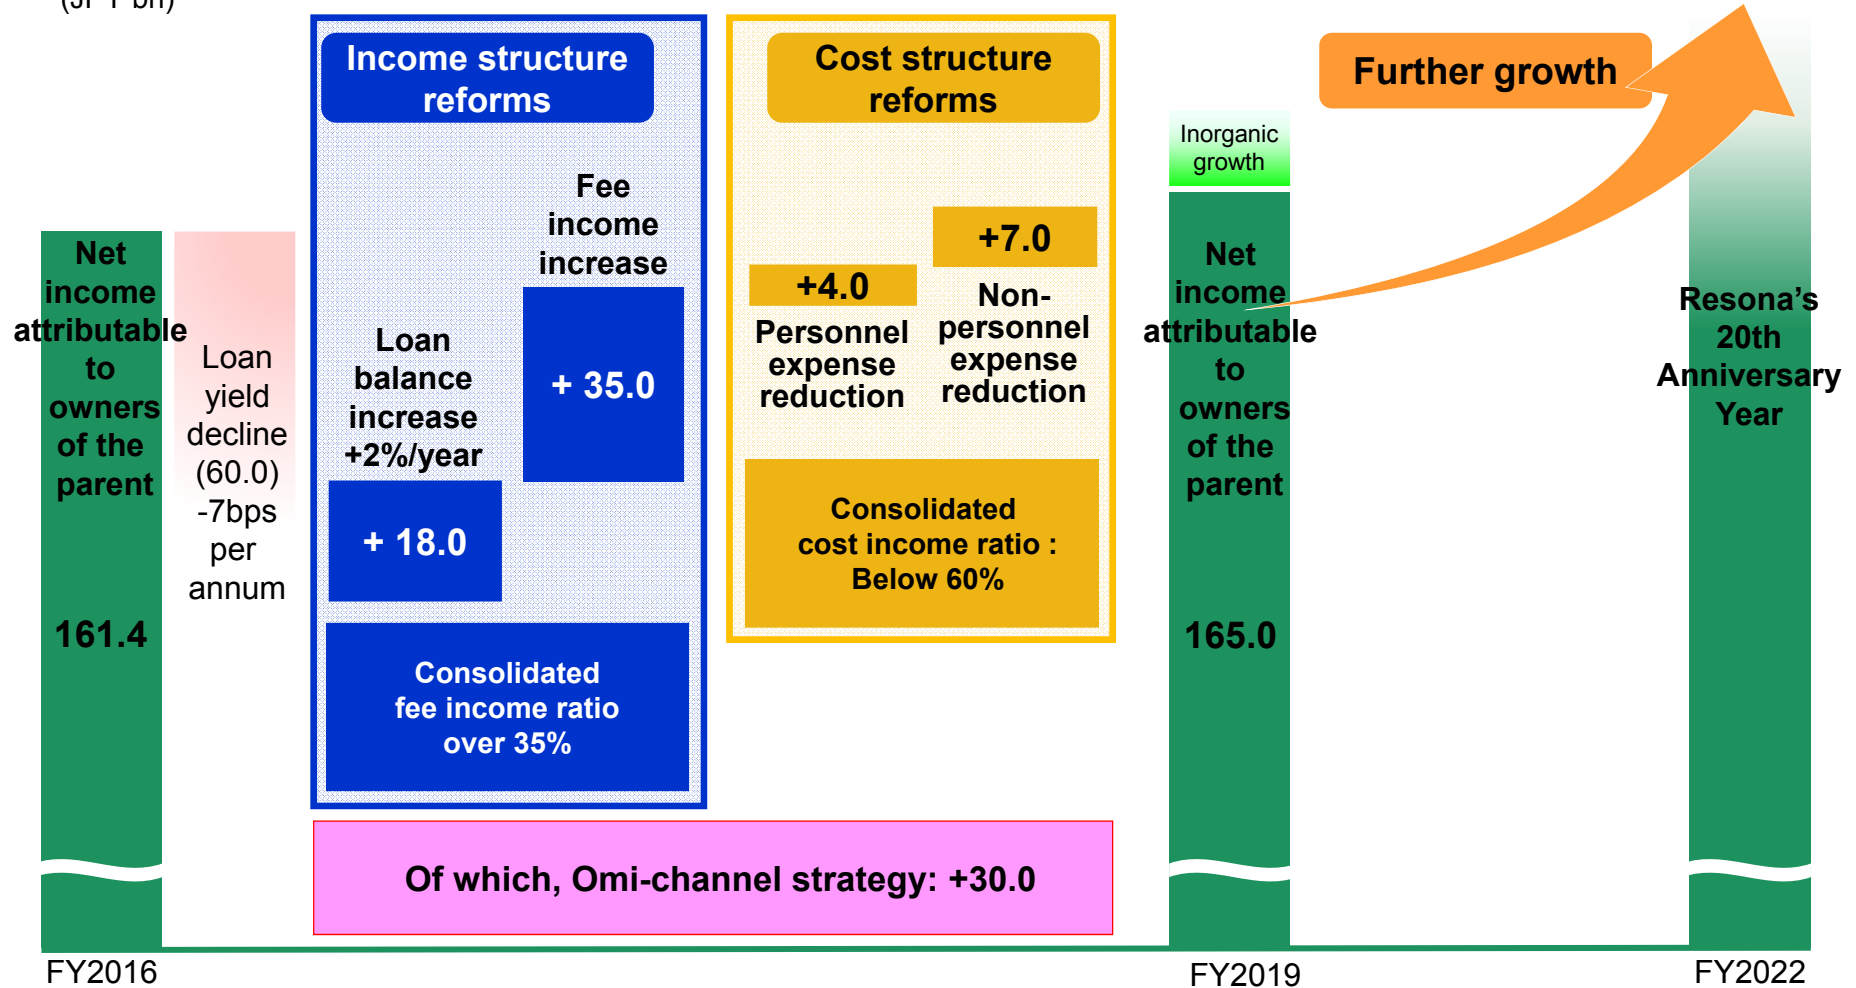 (JPY bn)
Income structure
reforms
Cost structure
reforms
Further growth
Inorganic
growth
Net
income
attributable
to
owners
of the
parent
161.4
Loan
yield
decline
(60.0)
-7bps
per
annum
Loan
balance
increase
+2%/year
+ 18.0
Fee
income
increase
+ 35.0
Consolidated
fee income ratio
over 35%
+4.0
Personnel
expense
reduction
+7.0
Non-
personnel
expense
reduction
Consolidated
cost income ratio :
Below 60%
Of which, Omi-channel strategy: +30.0
Net
income
attributable
to
owners
of the
parent
165.0
Resona's
20th
Anniversary
Year
FY2016
FY2019
FY2022